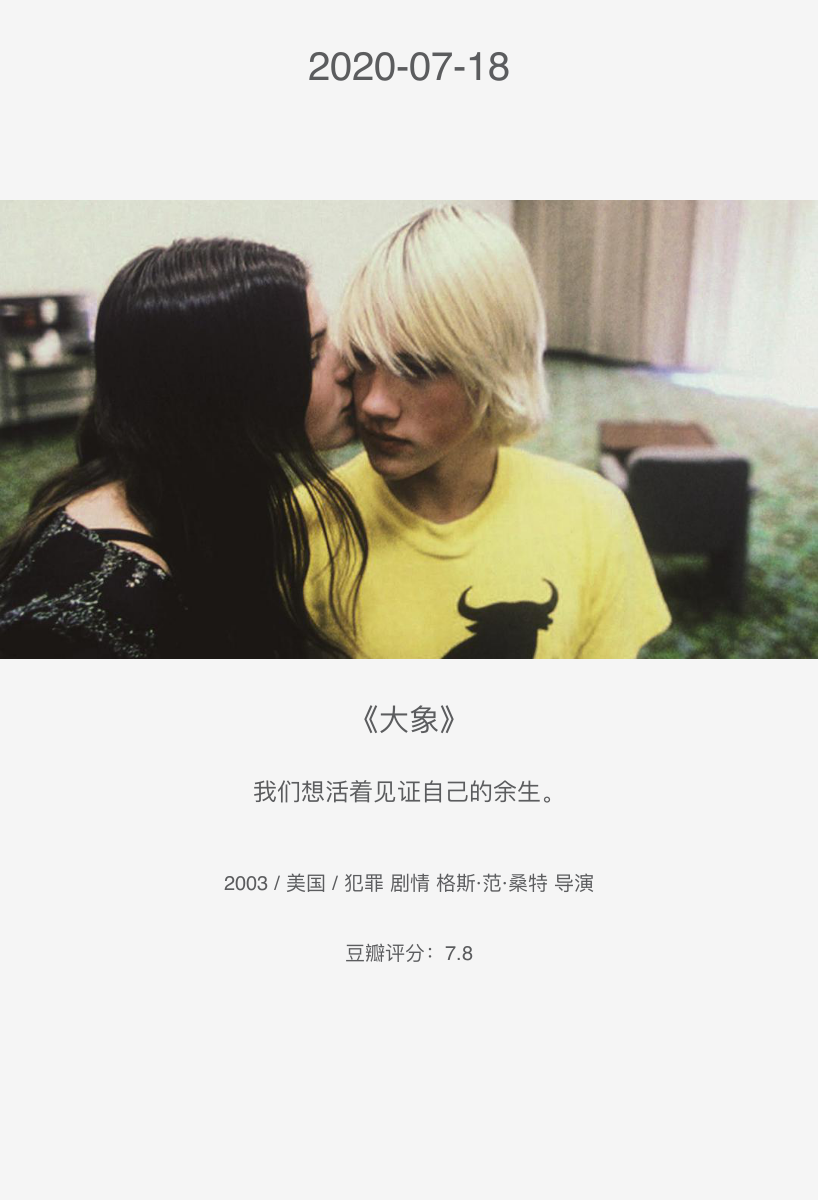 2020-07-18
《大象》
我们想活着见证自己的余生。
2003 / 美国 / 犯罪 剧情 格斯·范·桑特 导演
豆瓣评分：7.8